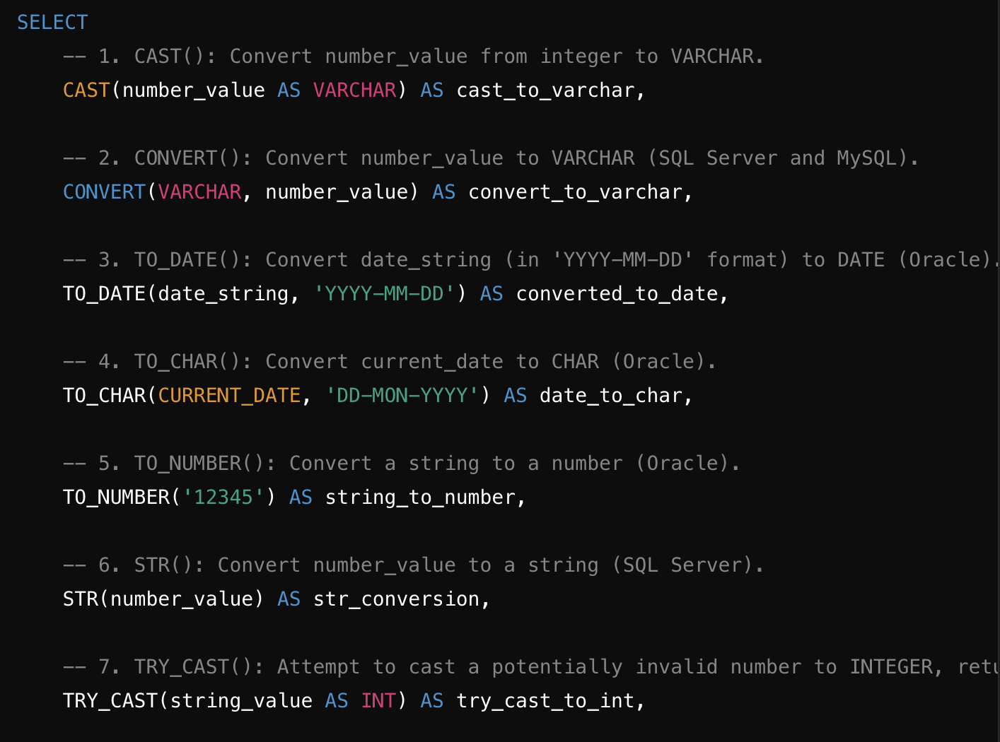 SELECT
-- 1. CAST(): Convert number_value from integer to VARCHAR.
CAST(number_value AS VARCHAR) AS cast_to_varchar,
-- 2. CONVERT(): Convert number_value to VARCHAR (SQL Server and MySQL).
CONVERT(VARCHAR, number_value) AS convert_to_varchar,
-- 3. TO_DATE(): Convert date_string (in 'YYYY-MM-DD' format) to DATE (Oracle).
TO_DATE(date_string, 'YYYY-MM-DD') AS converted_to_date,
-- 4. TO_CHAR(): Convert current_date to CHAR (Oracle).
TO_CHAR(CURRENT_DATE, 'DD-MON-YYYY') AS date_to_char,
-- 5. TO_NUMBER(): Convert a string to a number (Oracle).
TO_NUMBER('12345') AS string_to_number,
-- 6. STR(): Convert number_value to a string (SQL Server).
STR(number_value) AS str_conversion,
-- 7. TRY_CAST(): Attempt to cast a potentially invalid number to INTEGER,
TRY_CAST(string_value AS INT) AS try_cast_to_int,